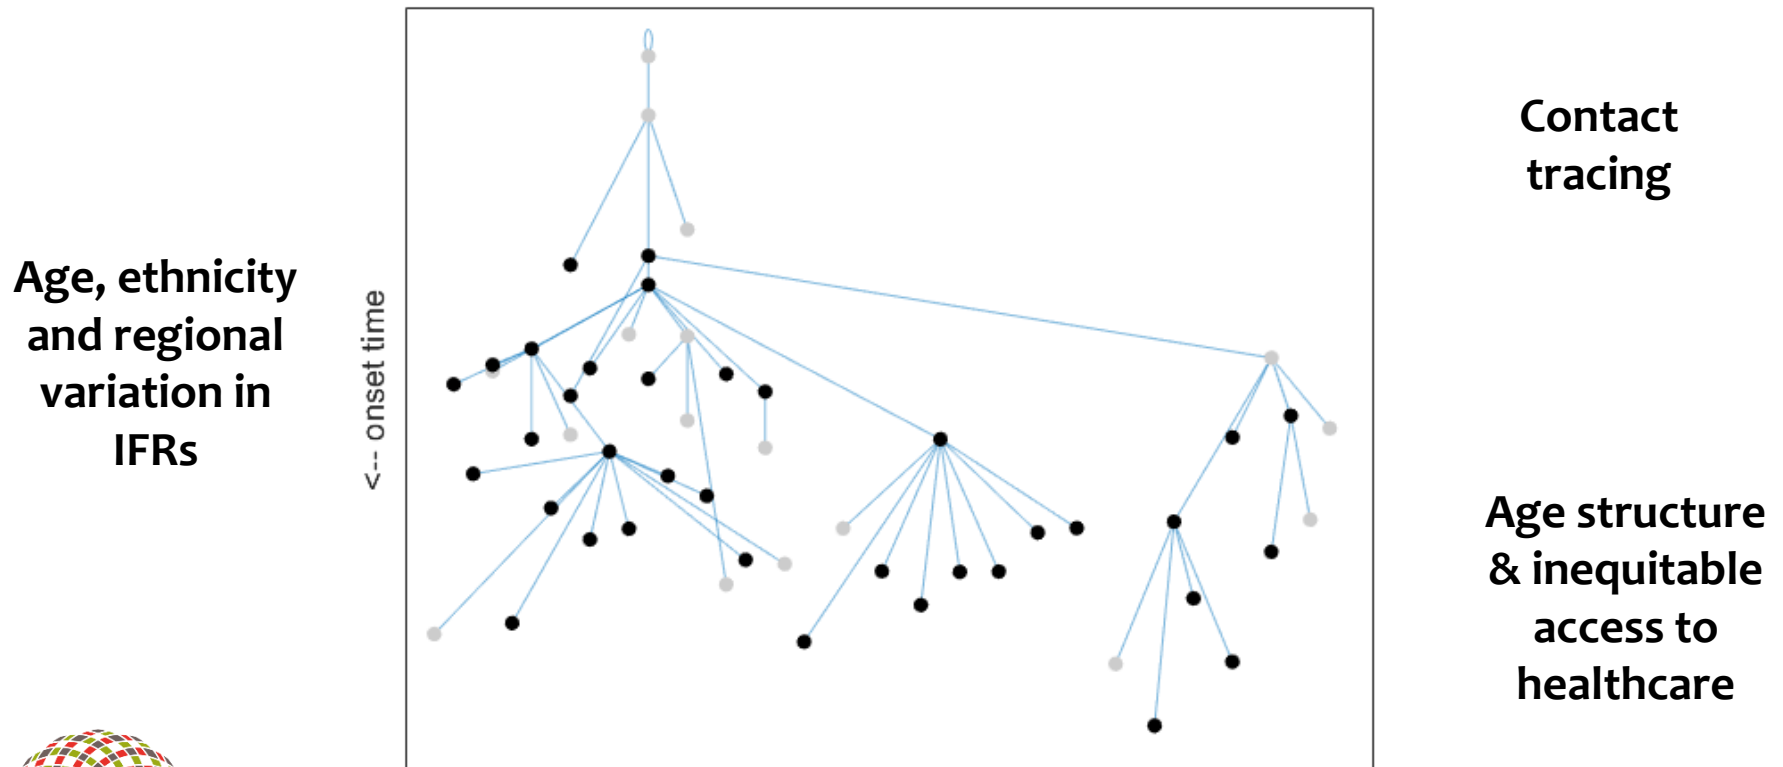 Contact
tracing
Age, ethnicity
and regional
variation in
IFRs
<-- onset time
Age structure
& inequitable
access to
healthcare